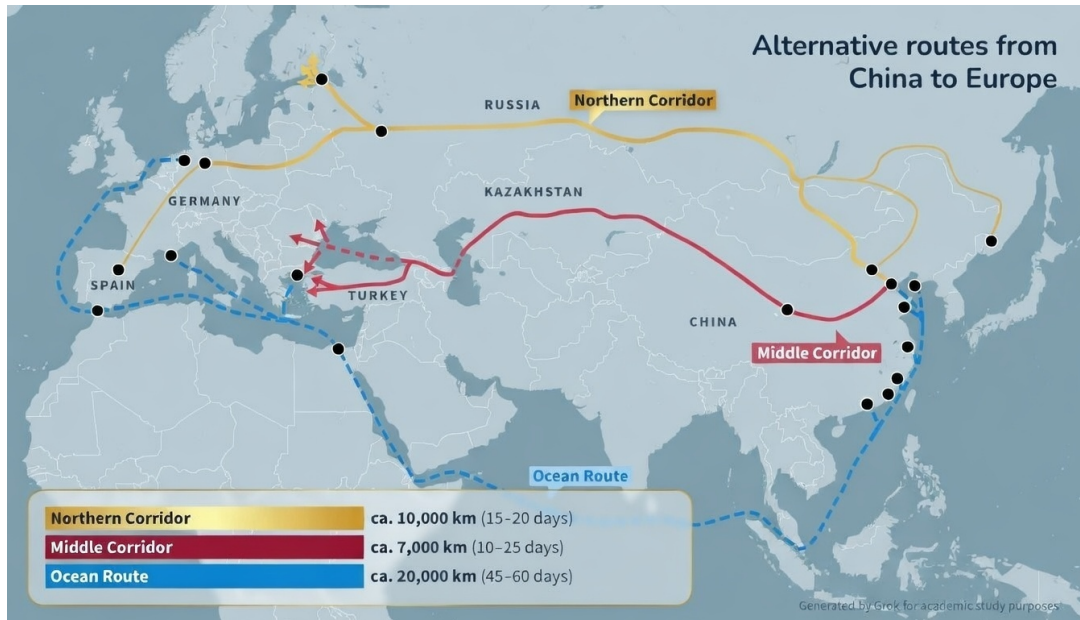 Alternative routes from
China to Europe
RUSSIA
Northern Corridor
KAZAKHSTAN
GERMANY
SPAIN
TURKEY
CHINA
Middle Corridor
Ocean Route
Northern Corridor ca. 10,000 km (15–20 days)
Middle Corridor ca. 7,000 km (10–25 days)
Ocean Route ca. 20,000 km (45–60 days)
Generated by Grok for academic study purposes